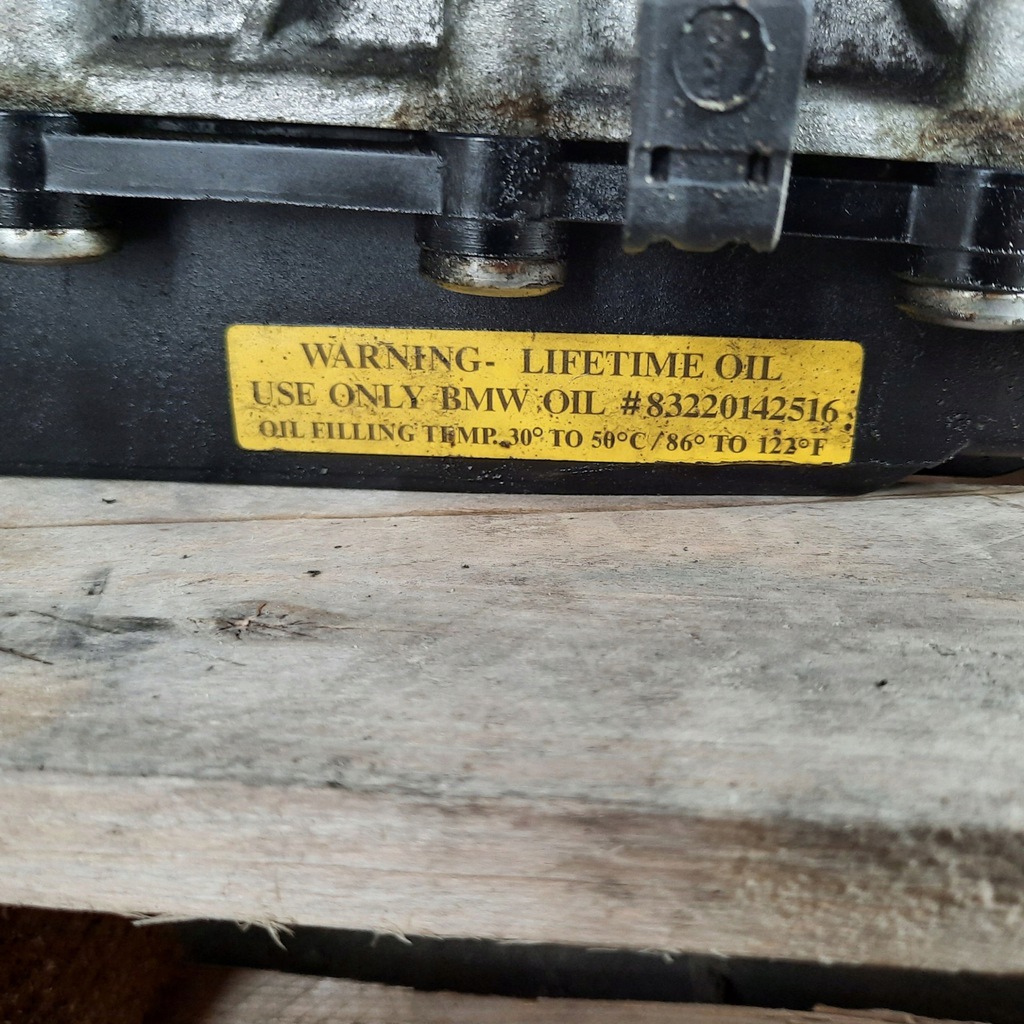 WARNING- LIFETIME OIL
USE ONLY BMW OIL #83220142516
OIL FILLING TEMP. 30° TO 50°C/86° TO 122°F